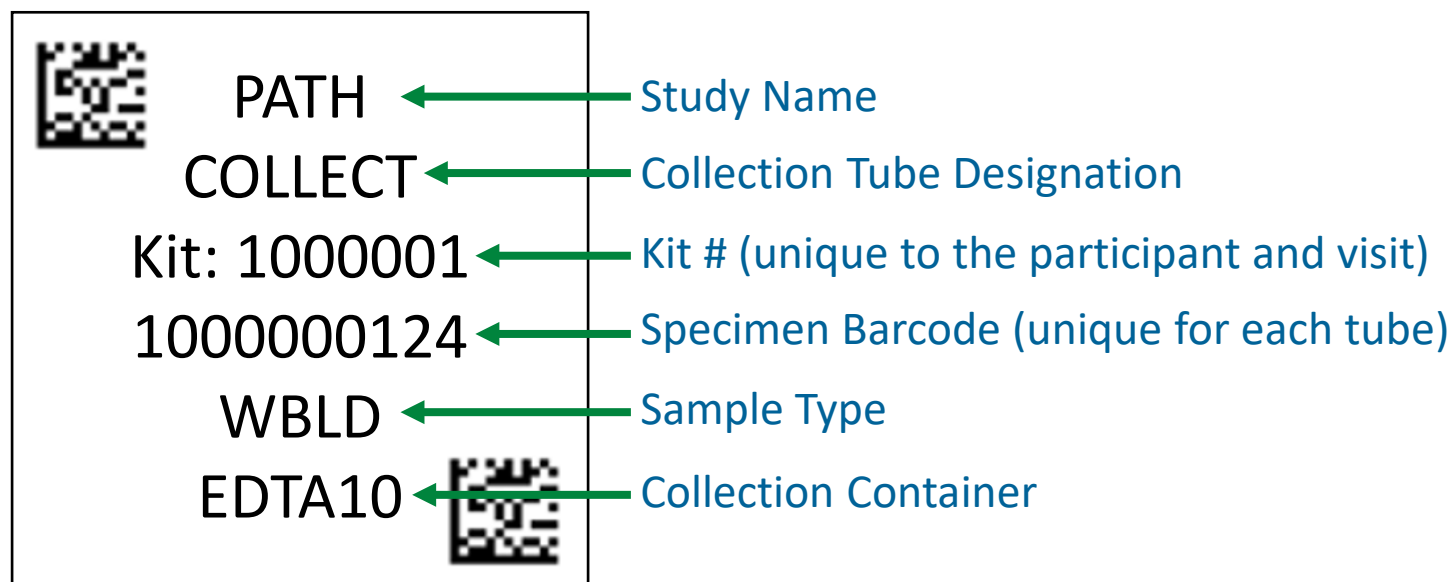 PATH Study Name
COLLECT Collection Tube Designation
Kit: 1000001 Kit # (unique to the participant and visit)
1000000124 Specimen Barcode (unique for each tube)
WBLD Sample Type
EDTA10 Collection Container